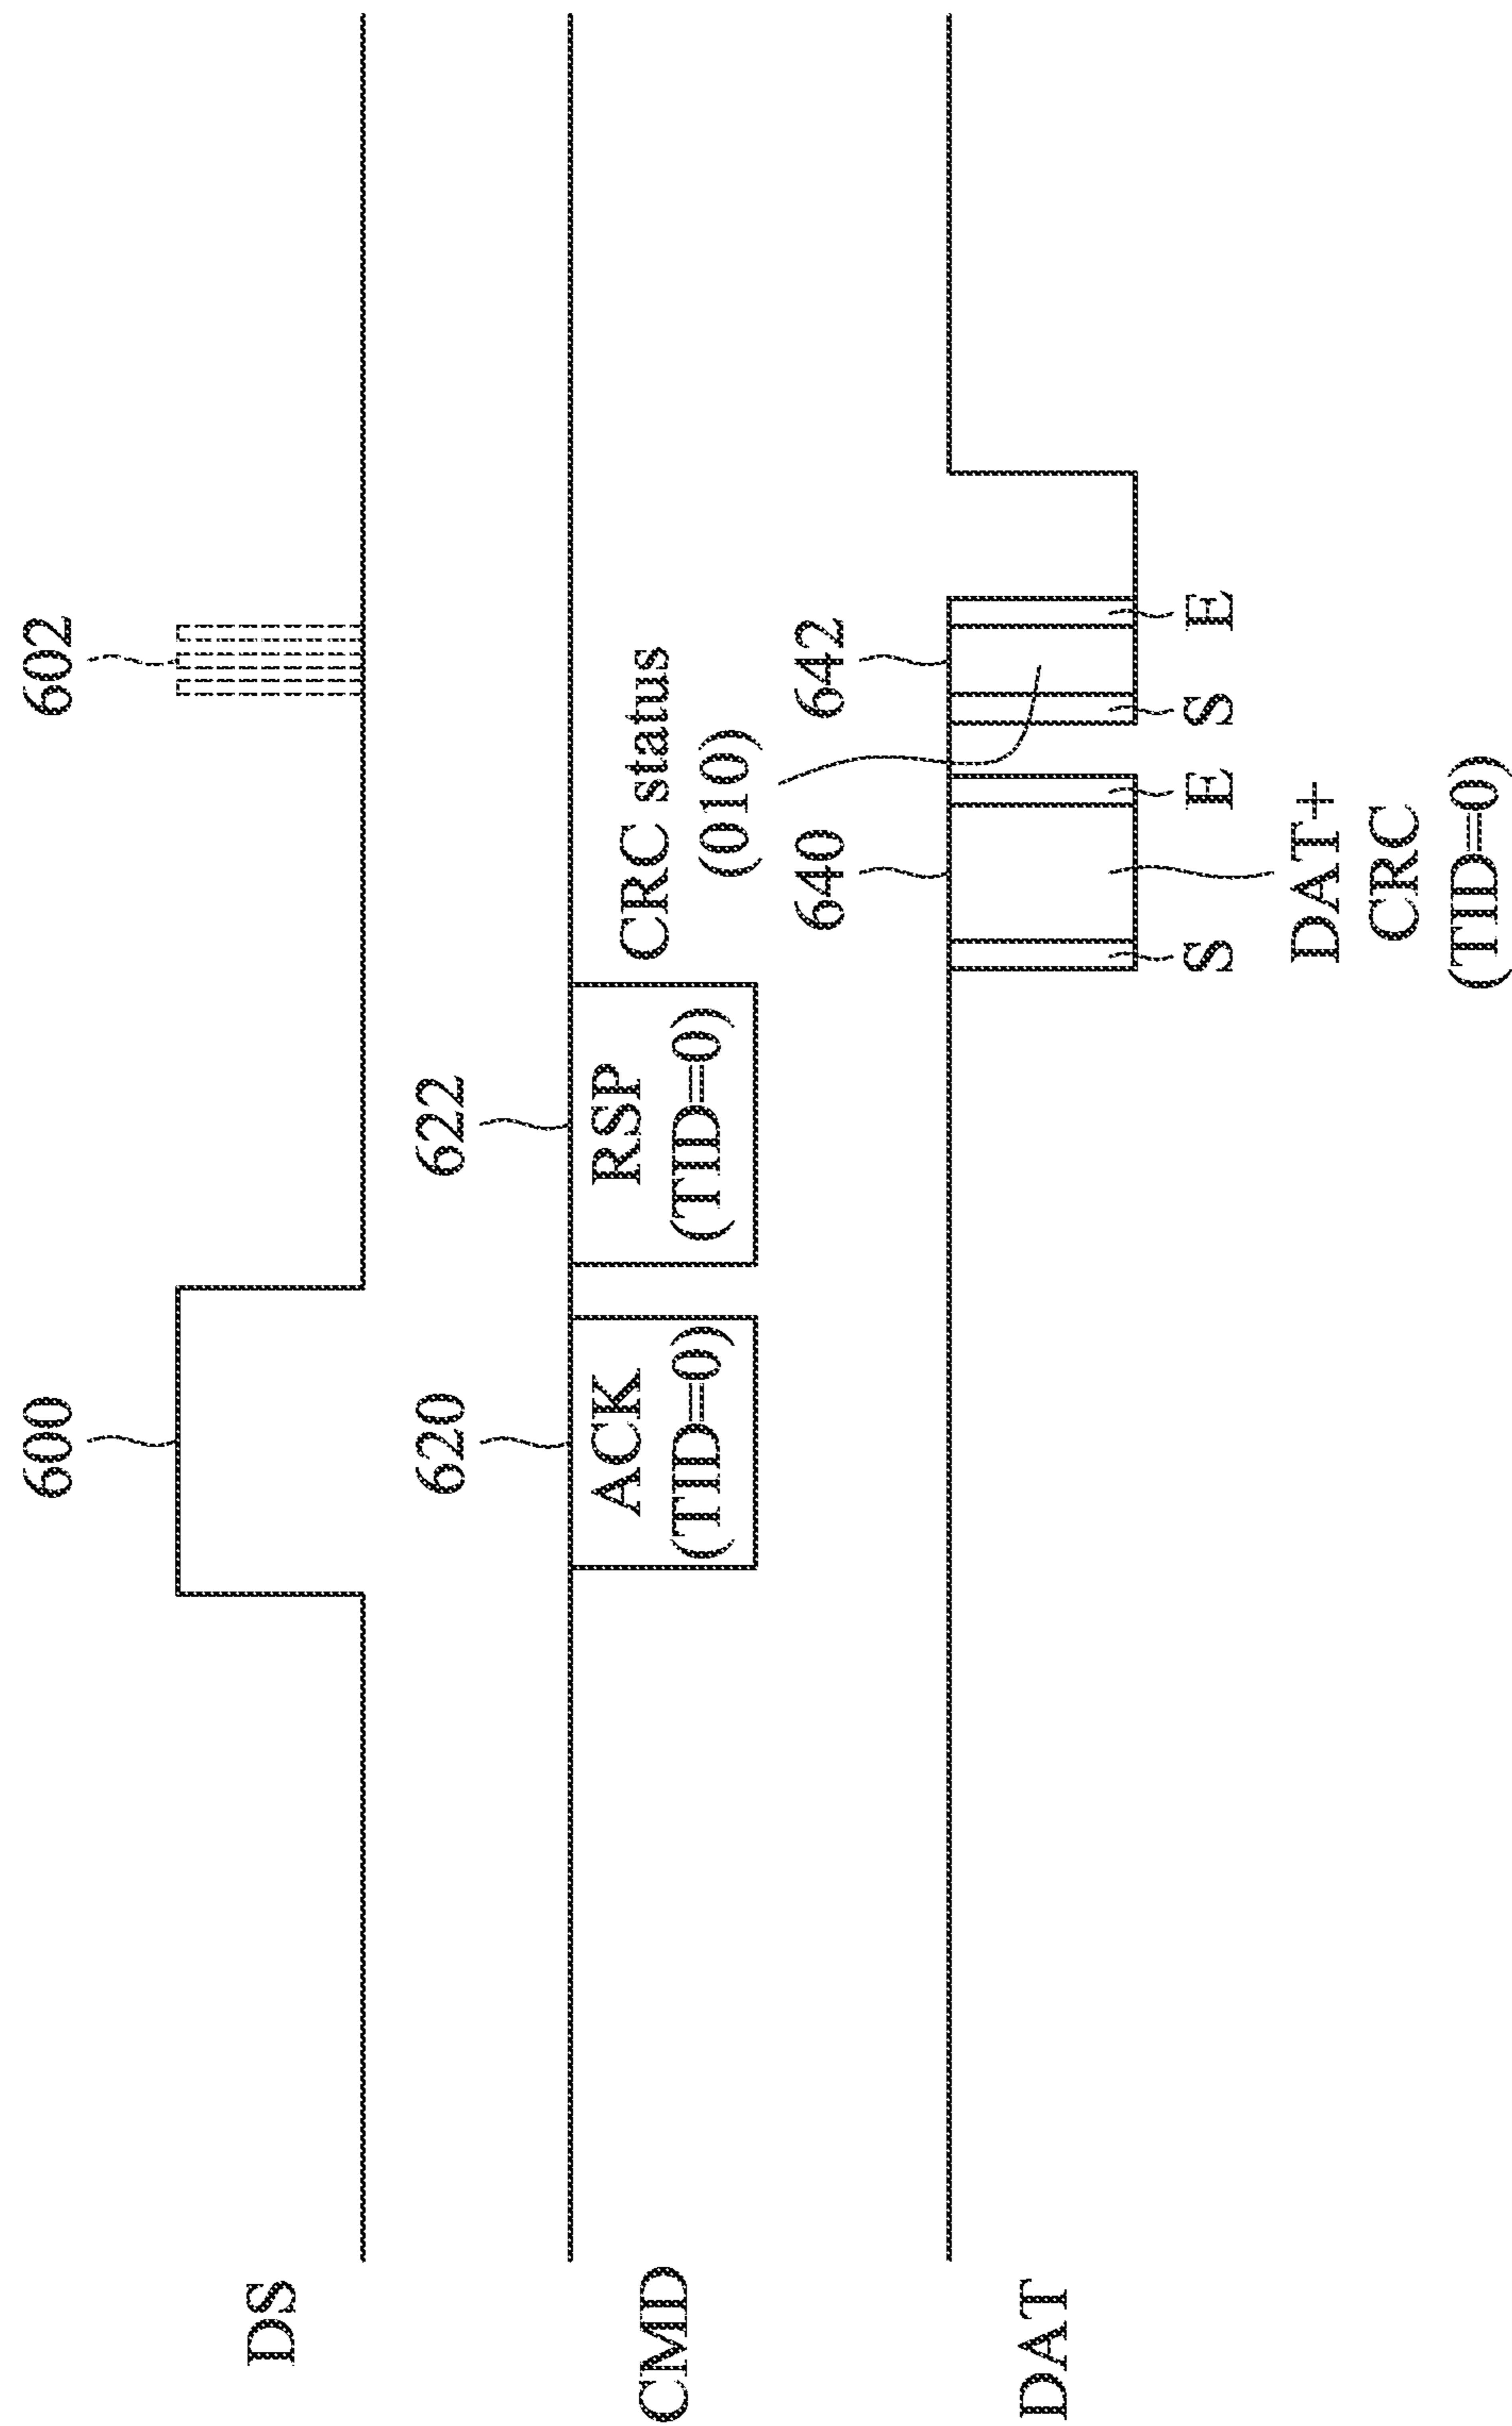 DS
600
602
CMD
620
ACK
(TID=0)
622
RSP
(TID=0)
CRC status
(010)
DAT
640
642
S
E
S
E
DAT+
CRC
(TID=0)